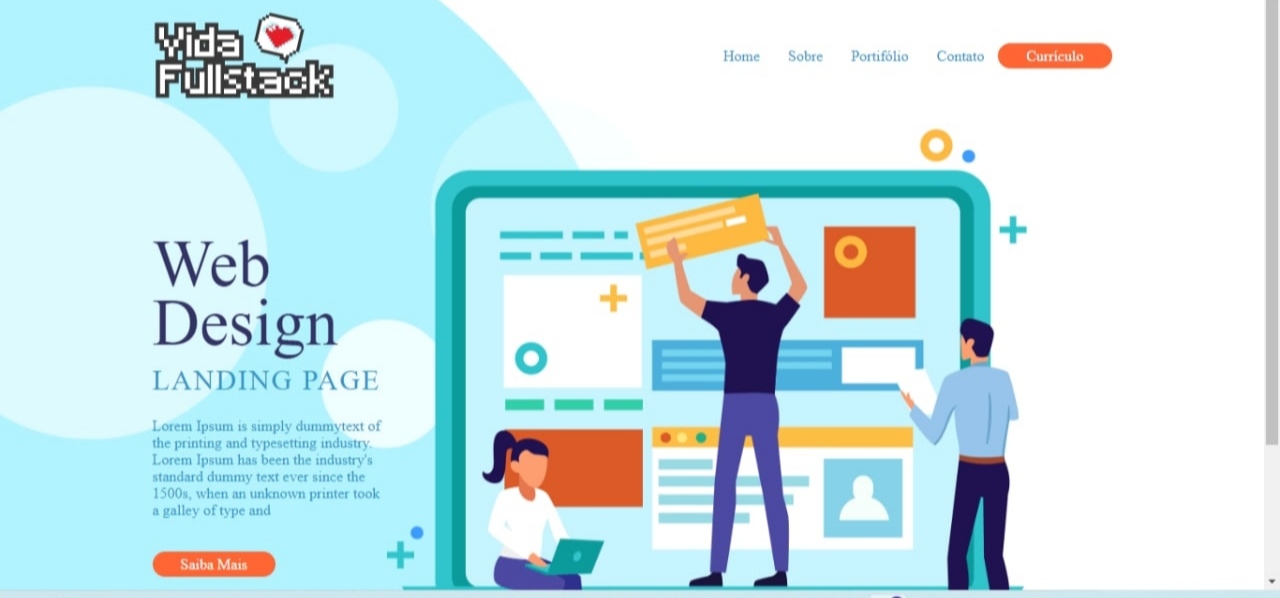 Vida
Fullstack
Home Sobre Portifólio Contato Currículo
Web
Design
LANDING PAGE
Lorem Ipsum is simply dummytext of
the printing and typesetting industry.
Lorem Ipsum has been the industry's
standard dummy text ever since the
1500s, when an unknown printer took
a galley of type and
Saiba Mais